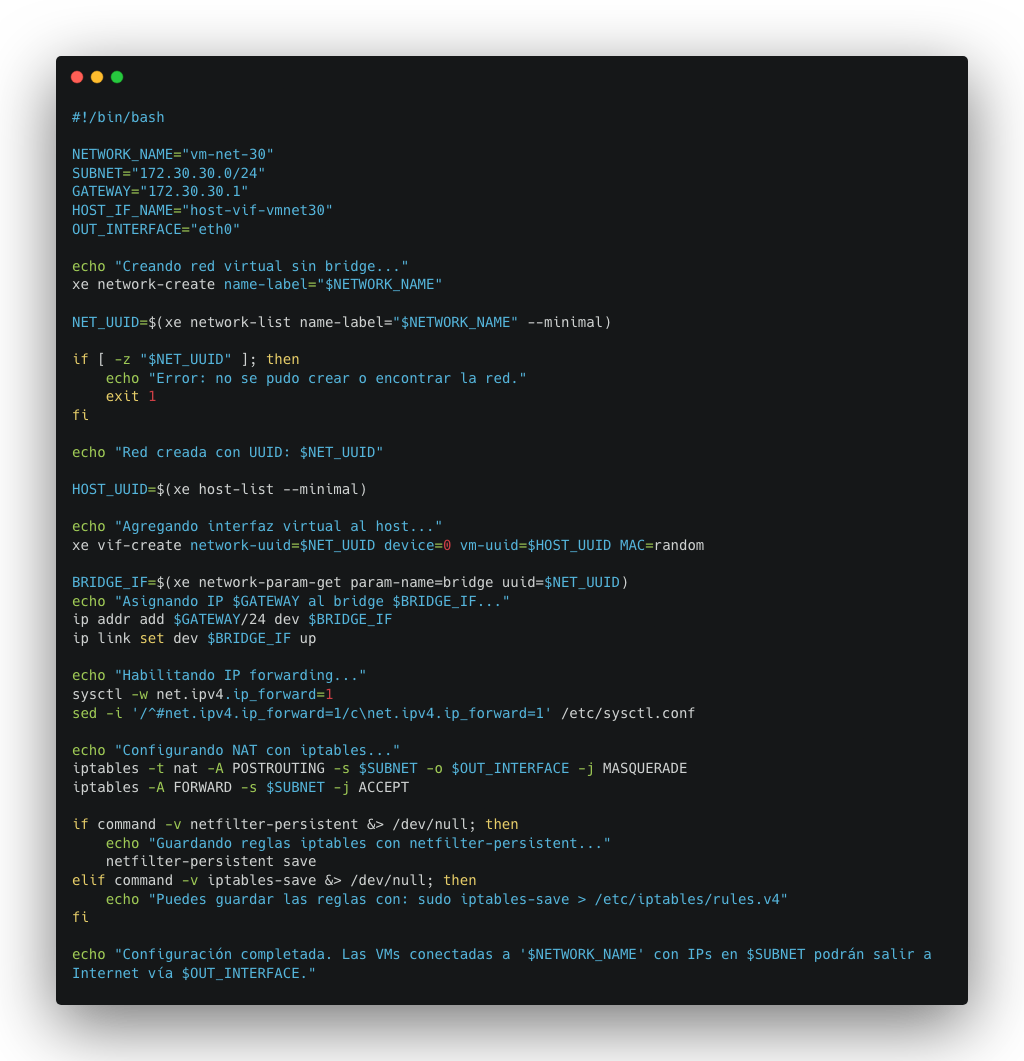 #!/bin/bash

NETWORK_NAME="vm-net-30"
SUBNET="172.30.30.0/24"
GATEWAY="172.30.30.1"
HOST_IF_NAME="host-vif-vmnet30"
OUT_INTERFACE="eth0"

echo "Creando red virtual sin bridge..."
xe network-create name-label="$NETWORK_NAME"

NET_UUID=$(xe network-list name-label="$NETWORK_NAME" --minimal)

if [ -z "$NET_UUID" ]; then
    echo "Error: no se pudo crear o encontrar la red."
    exit 1
fi

echo "Red creada con UUID: $NET_UUID"

HOST_UUID=$(xe host-list --minimal)

echo "Agregando interfaz virtual al host..."
xe vif-create network-uuid=$NET_UUID device=0 vm-uuid=$HOST_UUID MAC=random

BRIDGE_IF=$(xe network-param-get param-name=bridge uuid=$NET_UUID)
echo "Asignando IP $GATEWAY al bridge $BRIDGE_IF..."
ip addr add $GATEWAY/24 dev $BRIDGE_IF
ip link set dev $BRIDGE_IF up

echo "Habilitando IP forwarding..."
sysctl -w net.ipv4.ip_forward=1
sed -i '/^#net.ipv4.ip_forward=1/c\net.ipv4.ip_forward=1' /etc/sysctl.conf

echo "Configurando NAT con iptables..."
iptables -t nat -A POSTROUTING -s $SUBNET -o $OUT_INTERFACE -j MASQUERADE
iptables -A FORWARD -s $SUBNET -j ACCEPT

if command -v netfilter-persistent &> /dev/null; then
    echo "Guardando reglas iptables con netfilter-persistent..."
    netfilter-persistent save
elif command -v iptables-save &> /dev/null; then
    echo "Puedes guardar las reglas con: sudo iptables-save > /etc/iptables/rules.v4"
fi

echo "Configuración completada. Las VMs conectadas a '$NETWORK_NAME' con IPs en $SUBNET podrán salir a
Internet vía $OUT_INTERFACE."